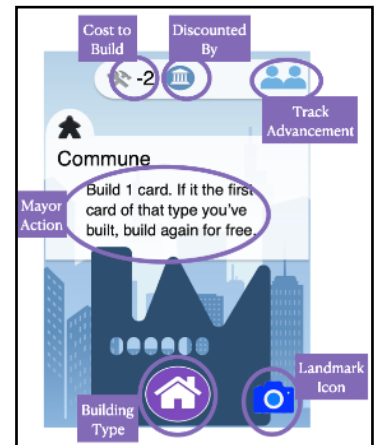 Cost to
Build
Discounted
By
-2
Track
Advancement
Commune
Mayor
Action
Build 1 card. If it the first
card of that type you've
built, build again for free.
Landmark
Icon
Building
Type